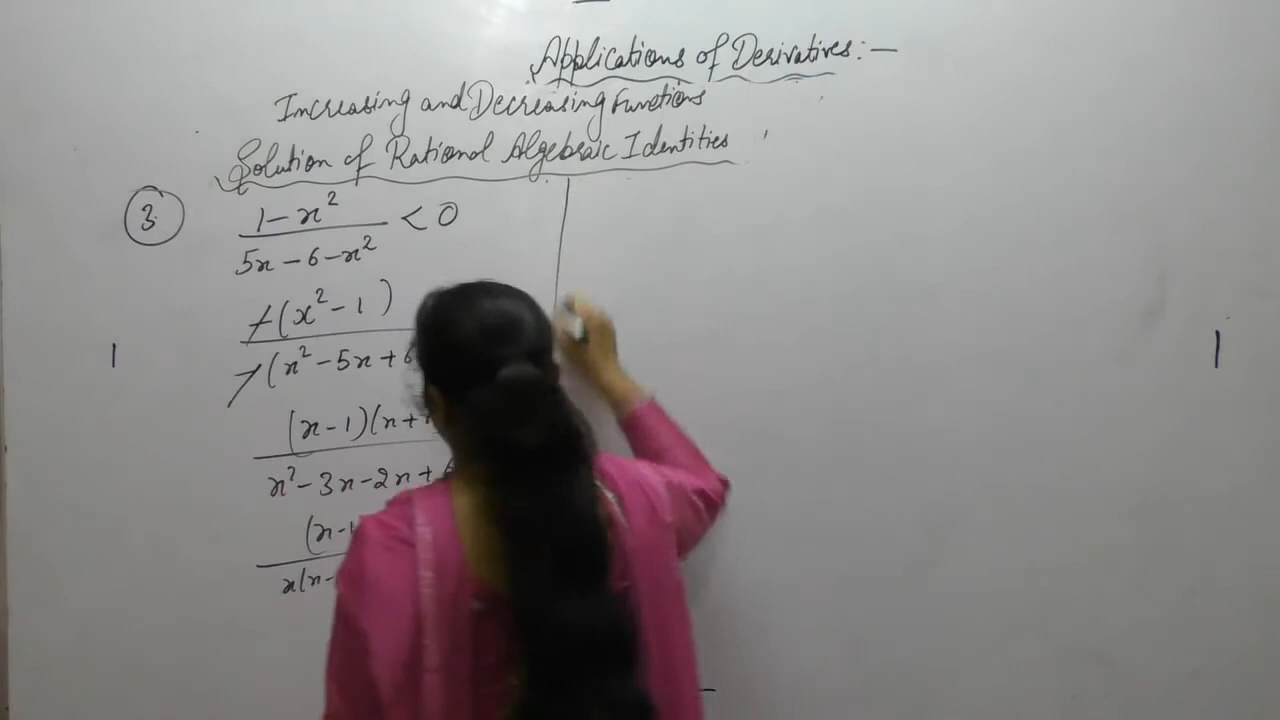 Applications of Derivatives:—
Increasing and Decreasing Functions
Solution of Rational Algebraic Identities
3.
1-x²
< 0
5x-6-x²
-(x²-1)
-(x²-5x+6
(x-1)(x+
x²-3x-2x+6
(x-1
x(x-